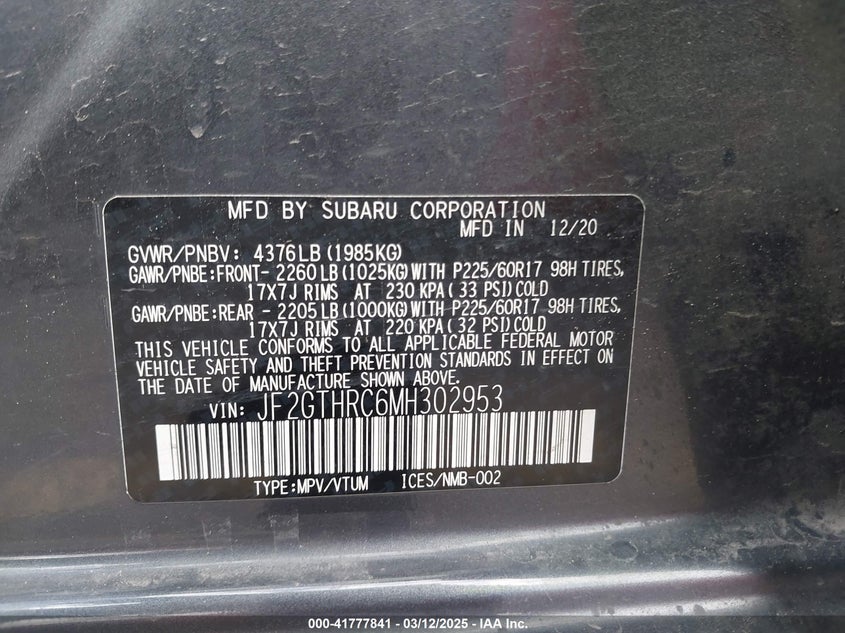 MFD BY SUBARU CORPORATION
MFD IN 12/20
GVWR/PNBV: 4376LB (1985KG)
GAWR/PNBE:FRONT- 2260 LB (1025KG) WITH P225/60R17 98H TIRES,
17X7J RIMS AT 230 KPA ( 33 PSI) COLD
GAWR/PNBE:REAR - 2205 LB (1000KG) WITH P225/60R17 98H TIRES,
17X7J RIMS AT 220 KPA ( 32 PSI) COLD
THIS VEHICLE CONFORMS TO ALL APPLICABLE FEDERAL MOTOR
VEHICLE SAFETY AND THEFT PREVENTION STANDARDS IN EFFECT ON
THE DATE OF MANUFACTURE SHOWN ABOVE.
VIN: JF2GTHRC6MH302953
TYPE:MPV/VTUM ICES/NMB-002
000-41777841 - 03/12/2025 - IAA Inc.